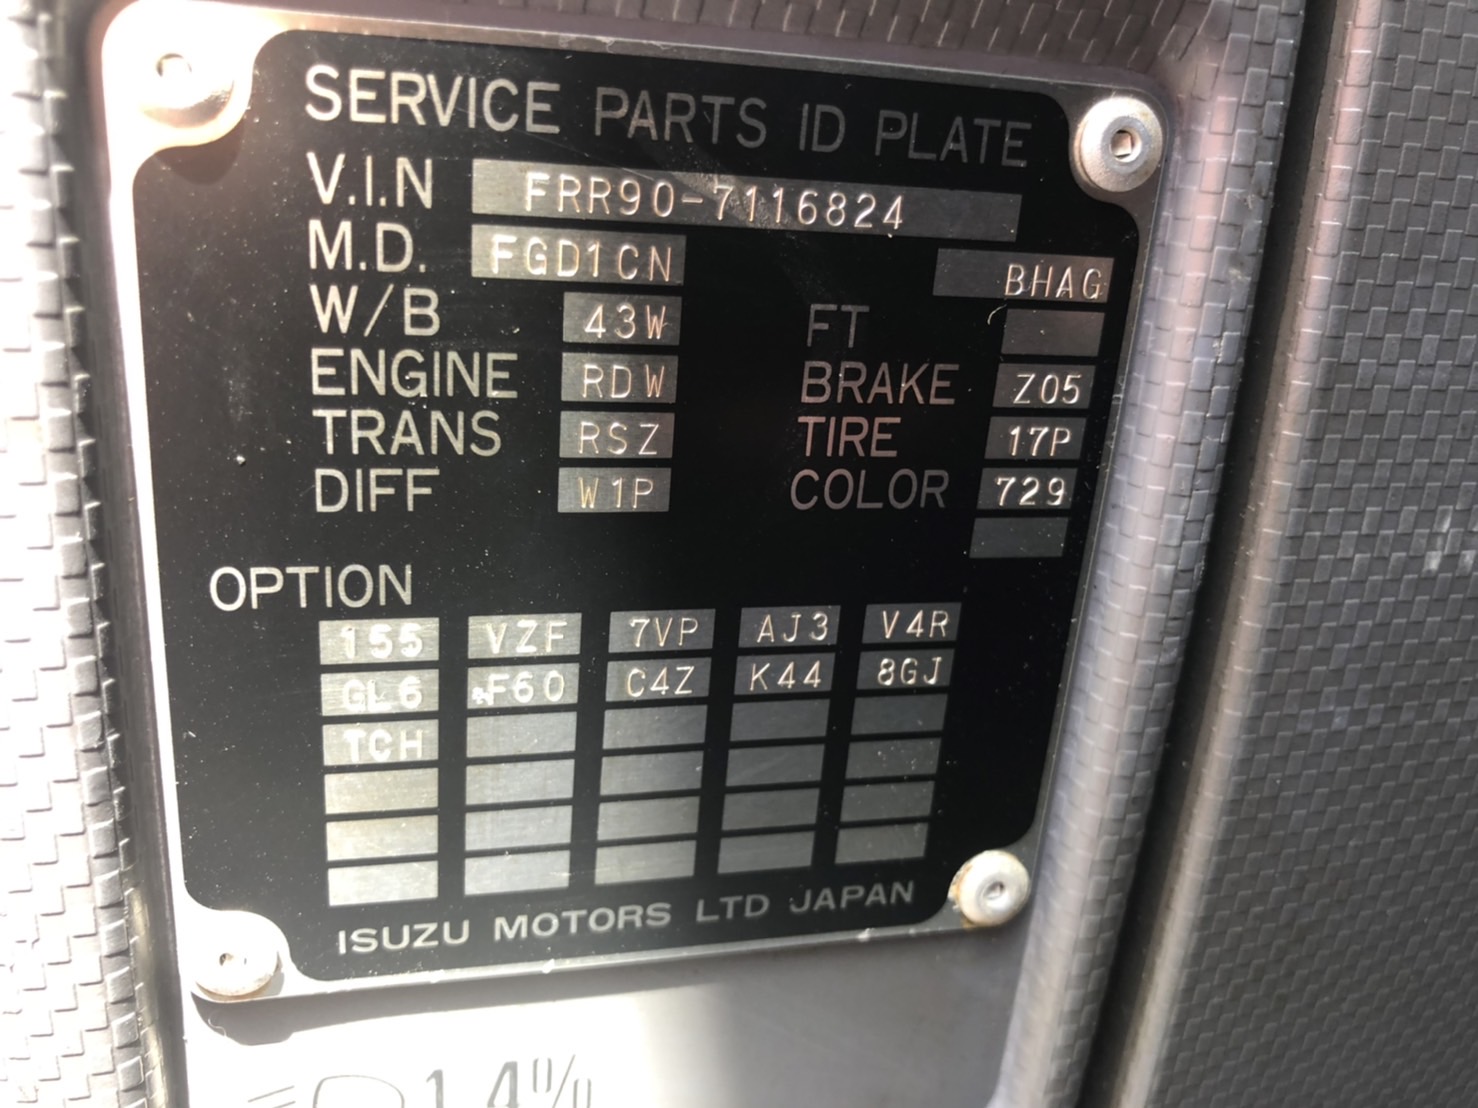 SERVICE PARTS ID PLATE
V.I.N FRR90-7116824
M.D. FGD1CN BHAG
W/B 43W FT
ENGINE RDW BRAKE Z05
TRANS RSZ TIRE 17P
DIFF W1P COLOR 729
OPTION
155 VZF 7VP AJ3 V4R
GL6 F60 C4Z K44 8GJ
TCH
ISUZU MOTORS LTD JAPAN
1.4%